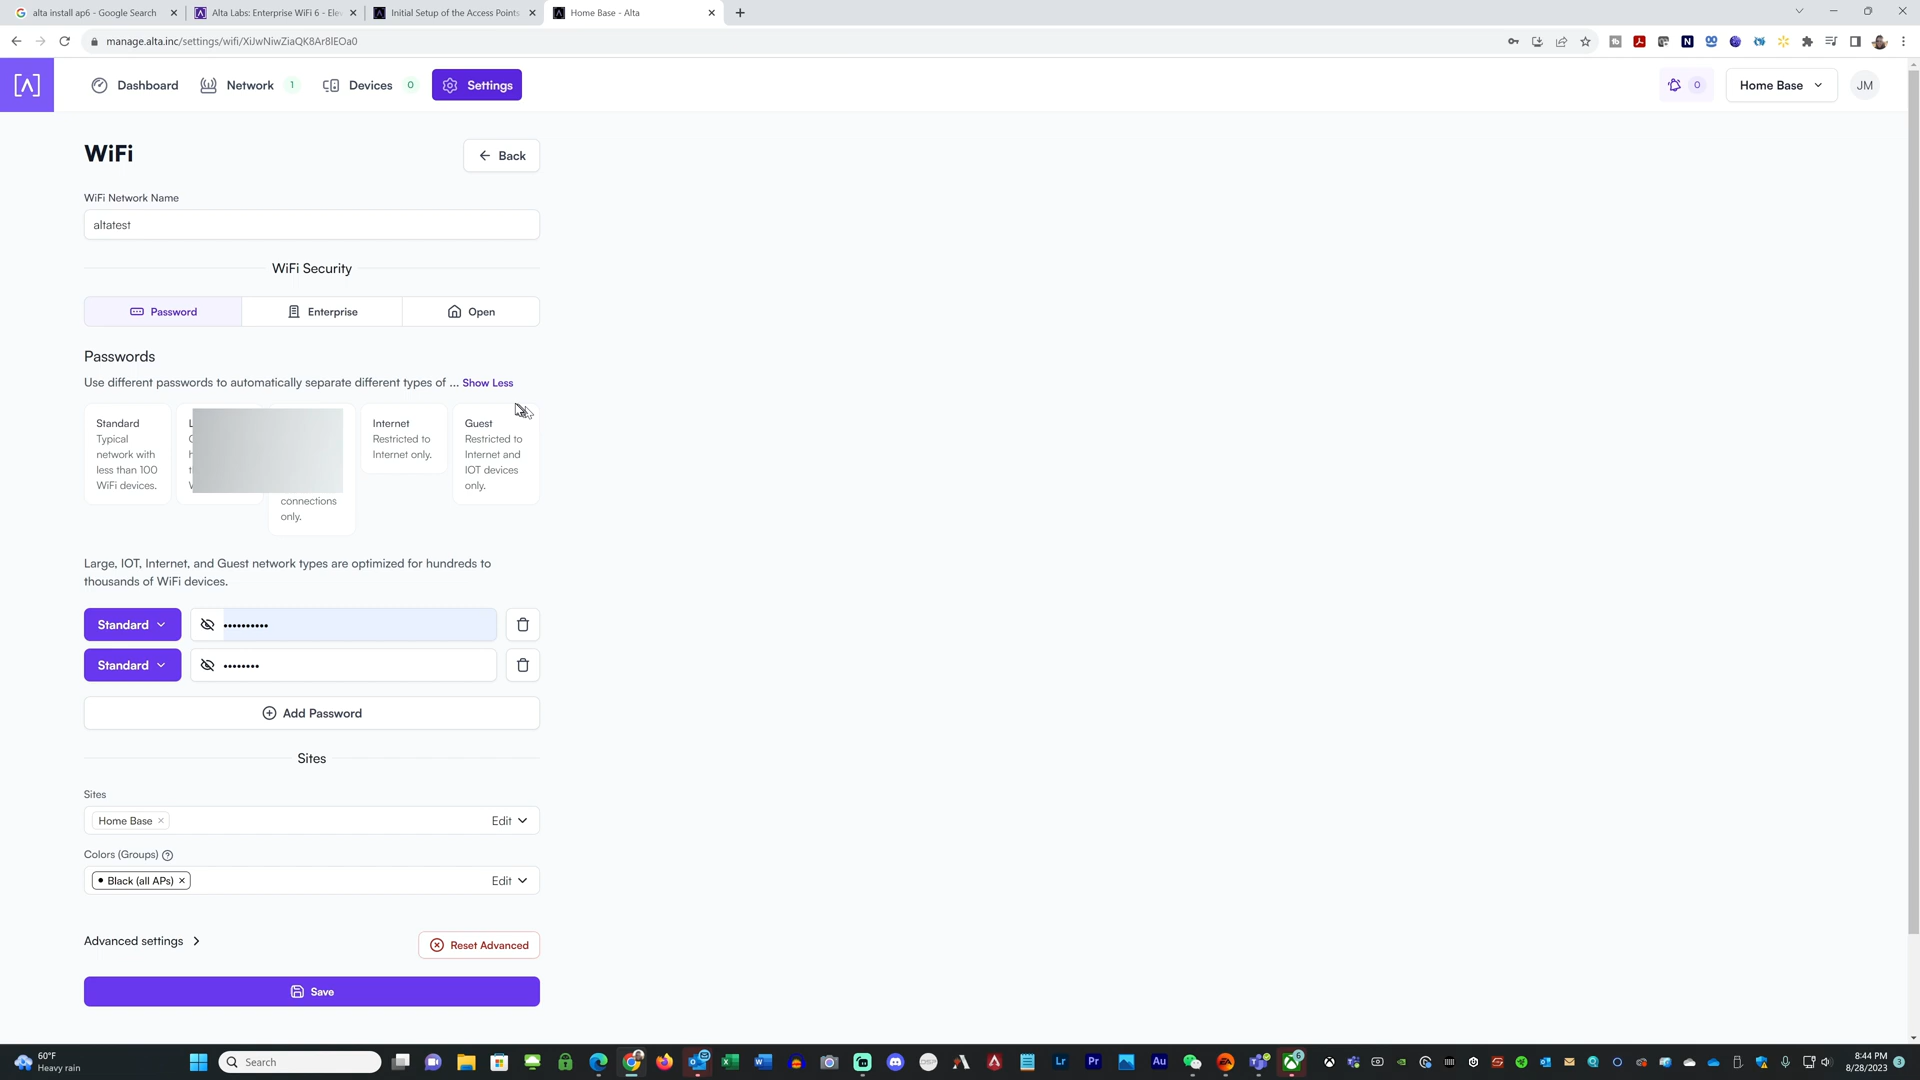 alta install ap6 - Google Search
Alta Labs: Enterprise WiFi 6 - Ele
Initial Setup of the Access Points
Home Base - Alta
manage.alta.inc/settings/wifi/XiJwNiwZiaQK8Ar8lEOa0
Dashboard
Network 1
Devices 0
Settings
0
Home Base
JM
WiFi
Back
WiFi Network Name
altatest
WiFi Security
Password
Enterprise
Open
Passwords
Use different passwords to automatically separate different types of ... Show Less
Standard
Typical
network with
less than 100
WiFi devices.
connections
only.
Internet
Restricted to
Internet only.
Guest
Restricted to
Internet and
IOT devices
only.
Large, IOT, Internet, and Guest network types are optimized for hundreds to
thousands of WiFi devices.
Standard ••••••••••
Standard ••••••••
Add Password
Sites
Sites
Home Base × Edit
Colors (Groups)
Black (all APs) × Edit
Advanced settings
Reset Advanced
Save
60°F
Heavy rain
Search
8:44 PM
8/28/2023